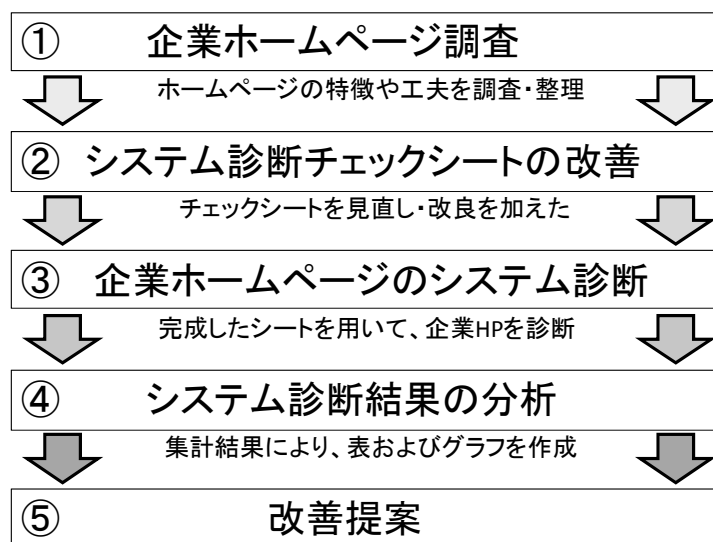 ① 企業ホームページ調査
ホームページの特徴や工夫を調査・整理
② システム診断チェックシートの改善
チェックシートを見直し・改良を加えた
③ 企業ホームページのシステム診断
完成したシートを用いて、企業HPを診断
④ システム診断結果の分析
集計結果により、表およびグラフを作成
⑤ 改善提案